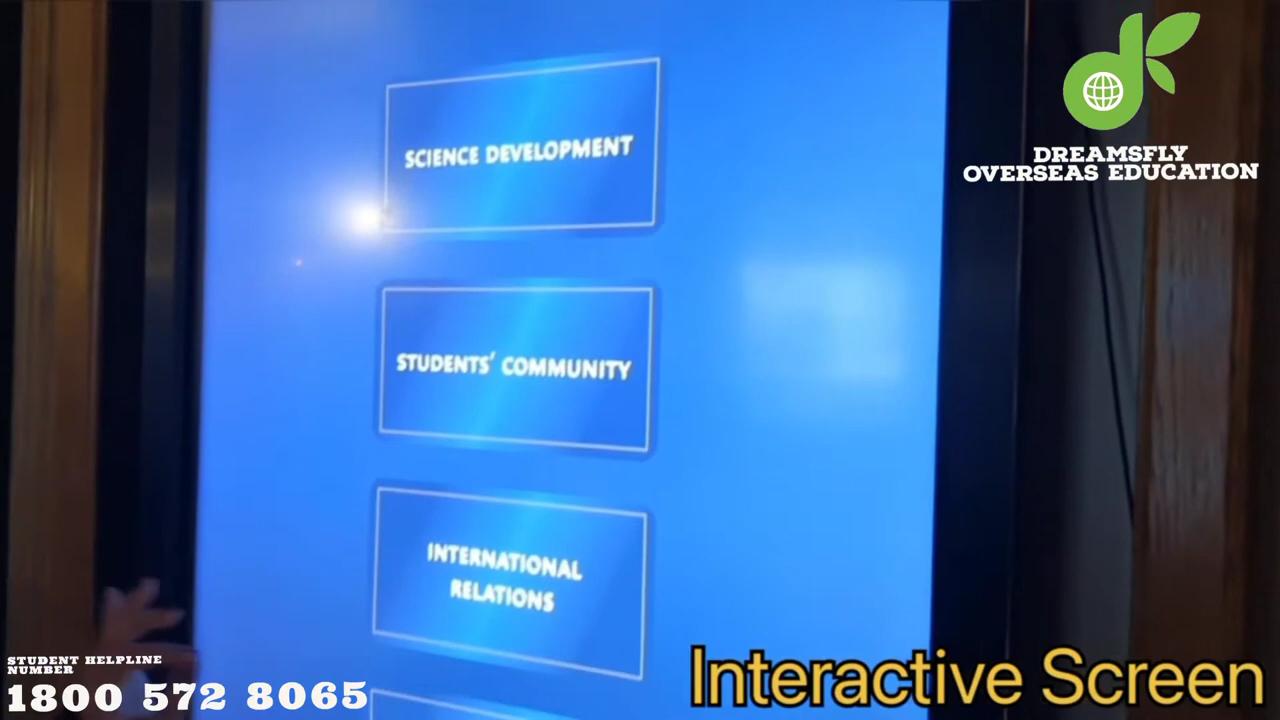 SCIENCE DEVELOPMENT
STUDENTS' COMMUNITY
INTERNATIONAL
RELATIONS
DREAMSFLY
OVERSEAS EDUCATION
STUDENT HELPLINE
NUMBER
1800 572 8065
Interactive Screen